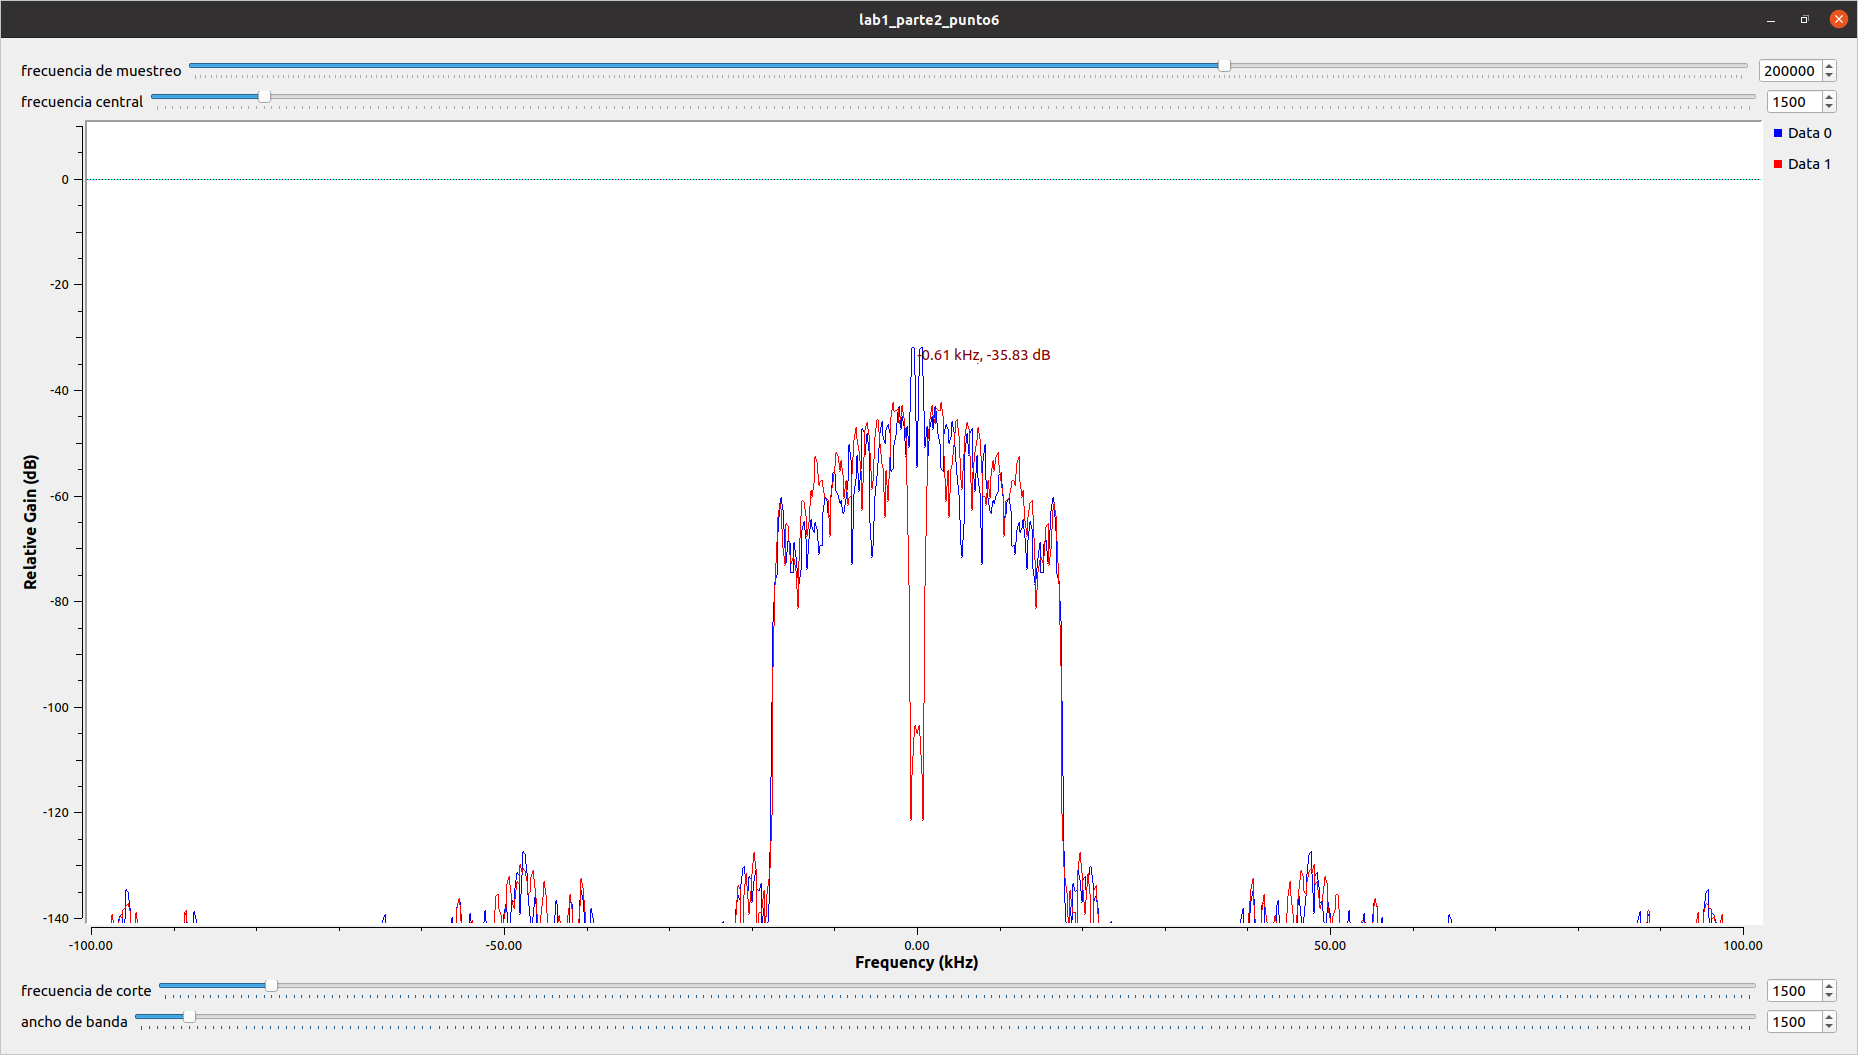 lab1_parte2_punto6
frecuencia de muestreo 200000
frecuencia central 1500
Data 0
Data 1
0
-20
-40
-60
-80
-100
-120
-140
Relative Gain (dB)
-0.61 kHz, -35.83 dB
-100.00 -50.00 0.00 50.00 100.00
Frequency (kHz)
frecuencia de corte 1500
ancho de banda 1500